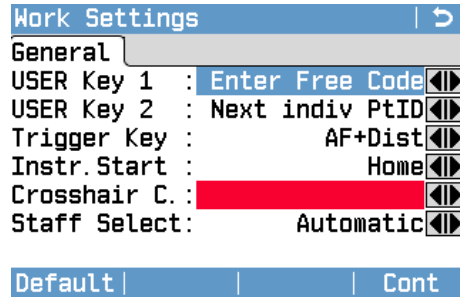 Work Settings
General
USER Key 1 : Enter Free Code
USER Key 2 : Next indiv PtID
Trigger Key : AF+Dist
Instr.Start : Home
Crosshair C.:
Staff Select: Automatic
Default | | | Cont